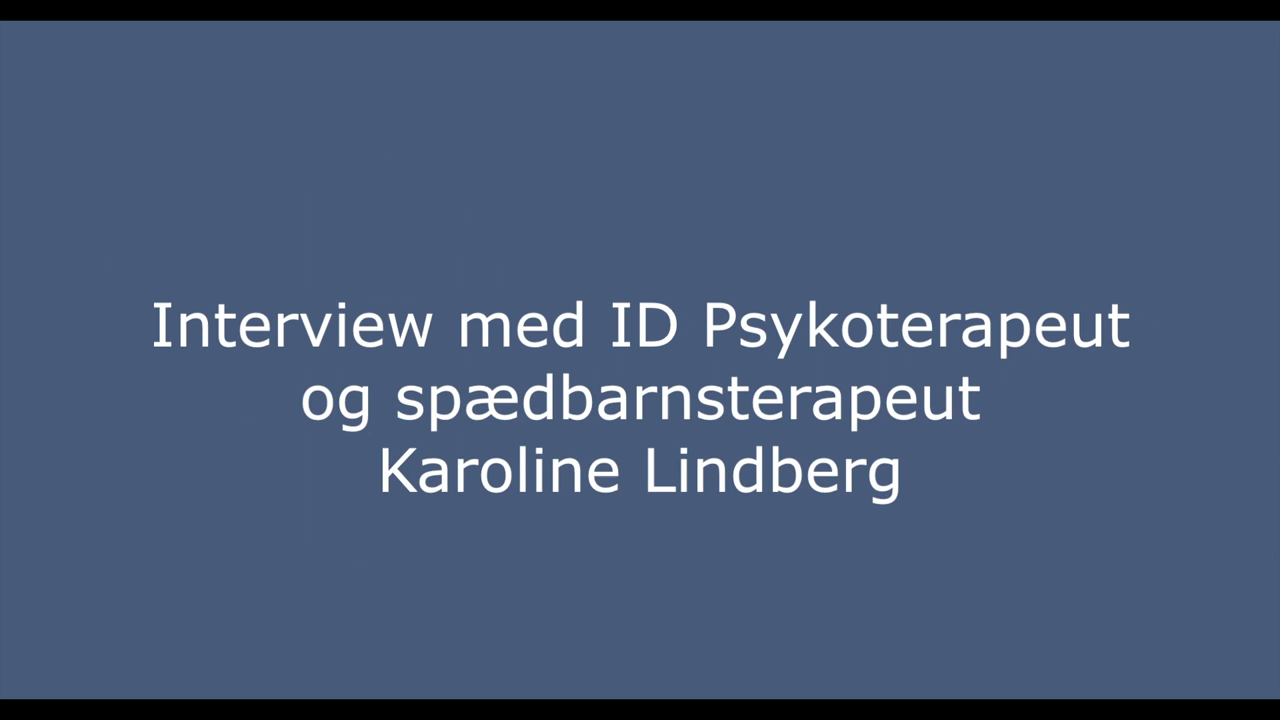 Interview med ID Psykoterapeut
og spædbarnsterapeut
Karoline Lindberg